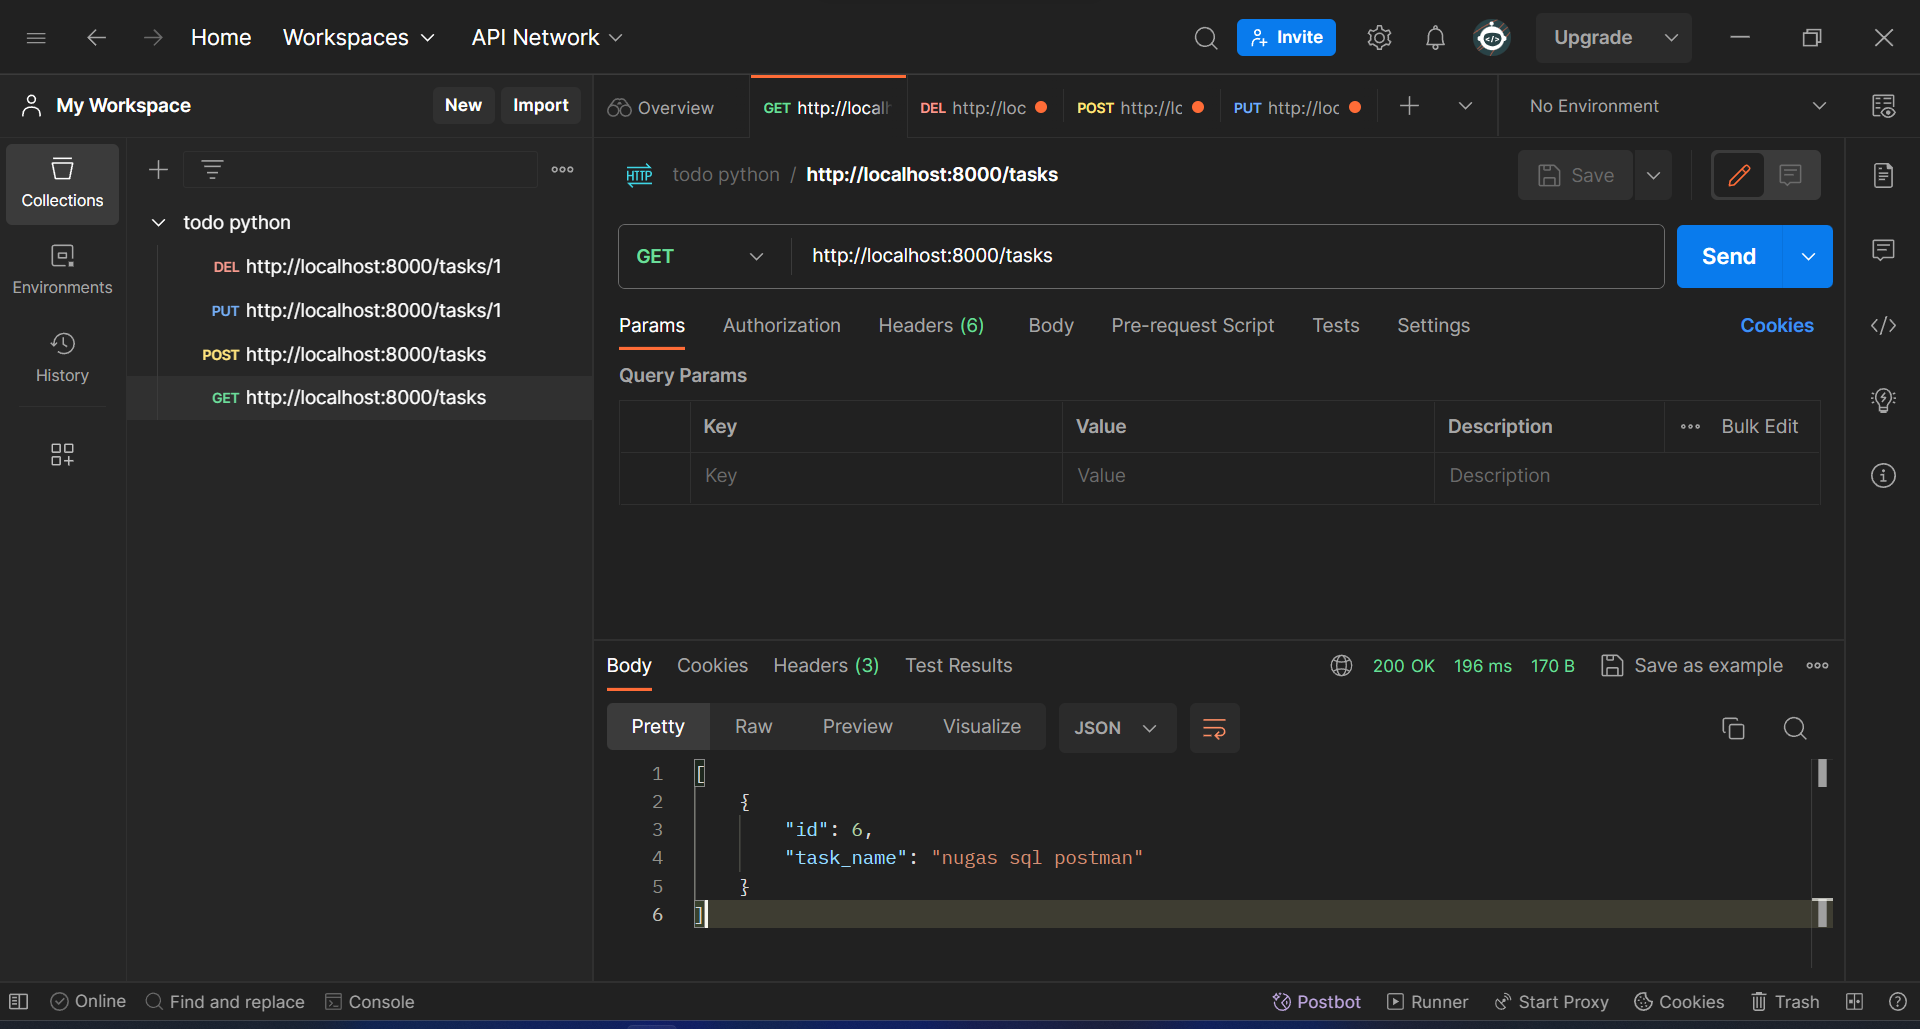 Home Workspaces API Network Invite Upgrade
My Workspace New Import
Overview GET http://local DEL http://loc POST http://lc PUT http://loc No Environment
Collections
Environments
History
todo python
DEL http://localhost:8000/tasks/1
PUT http://localhost:8000/tasks/1
POST http://localhost:8000/tasks
GET http://localhost:8000/tasks
HTTP todo python / http://localhost:8000/tasks Save
GET http://localhost:8000/tasks Send
Params Authorization Headers (6) Body Pre-request Script Tests Settings Cookies
Query Params
Key Value Description Bulk Edit
Key Value Description
Body Cookies Headers (3) Test Results 200 OK 196 ms 170 B Save as example
Pretty Raw Preview Visualize JSON
1 [
2 {
3 "id": 6,
4 "task_name": "nugas sql postman"
5 }
6 ]
Online Find and replace Console Postbot Runner Start Proxy Cookies Trash